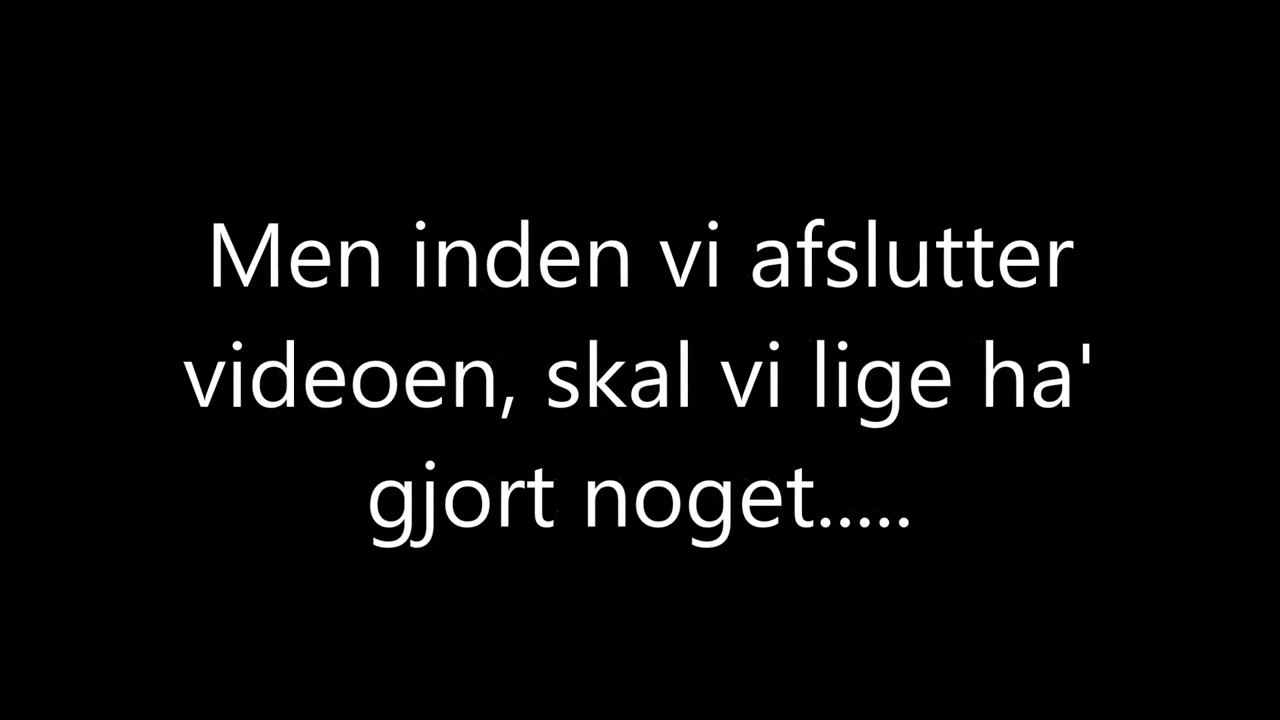 Men inden vi afslutter
videoen, skal vi lige ha'
gjort noget.....